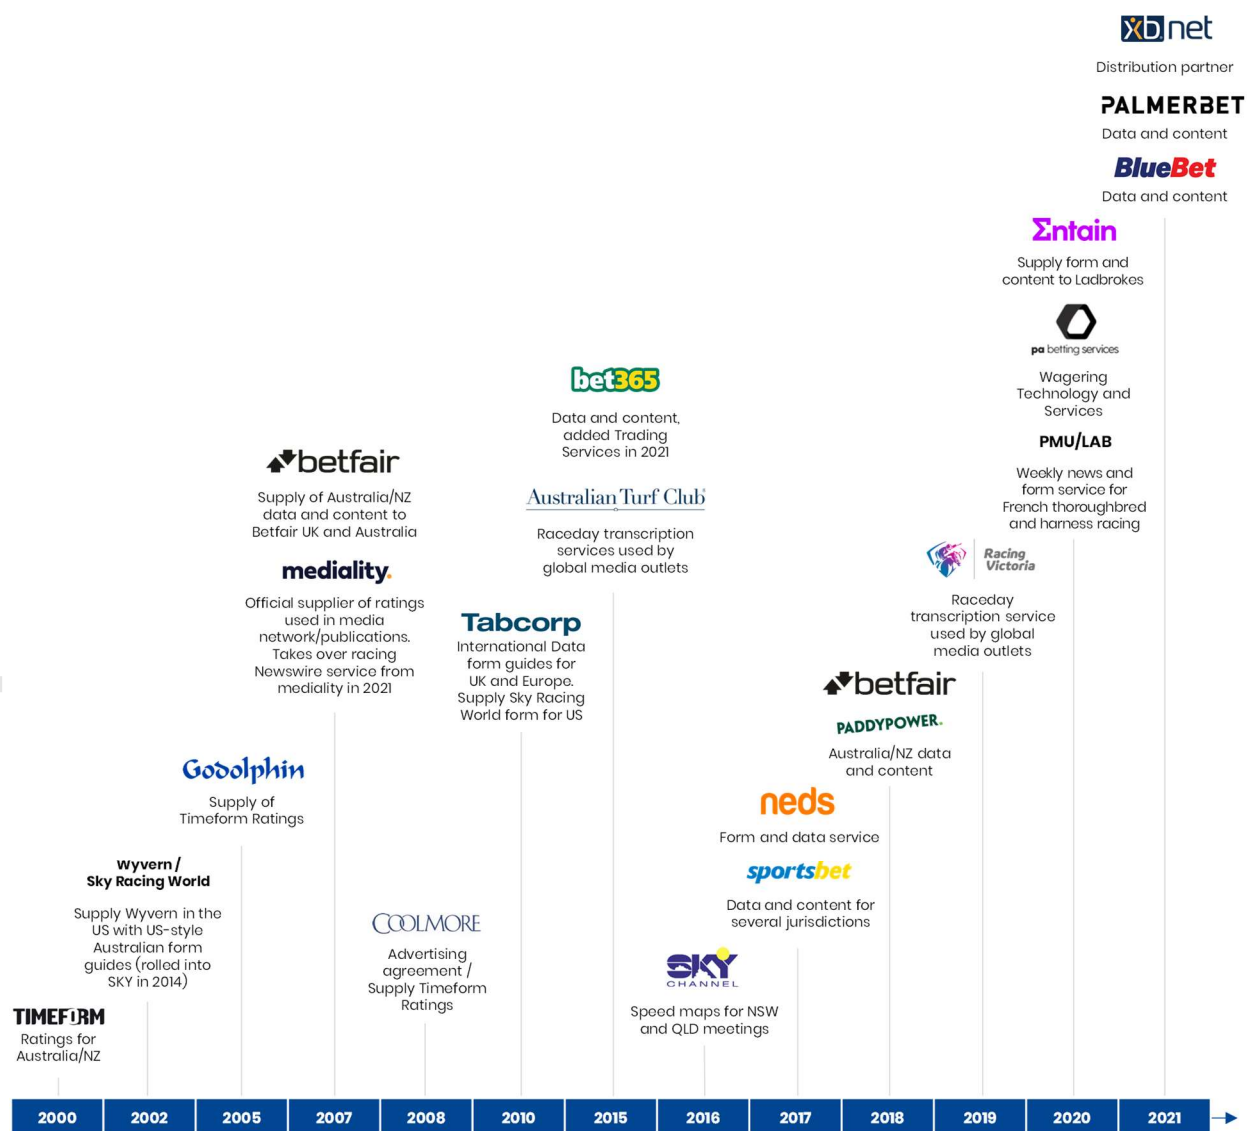 xb net
Distribution partner
PALMERBET
Data and content
BlueBet
Data and content
Σntain
Supply form and
content to Ladbrokes
pa betting services
Wagering
Technology and
Services
PMU/LAB
Weekly news and
form service for
French thoroughbred
and harness racing
bet365
Data and content,
added Trading
Services in 2021
Australian Turf Club
Raceday transcription
services used by
global media outlets
betfair
Supply of Australia/NZ
data and content to
Betfair UK and Australia
mediality.
Official supplier of ratings
used in media
network/publications.
Takes over racing
Newswire service from
mediality in 2021
Racing
Victoria
Raceday
transcription service
used by global
media outlets
Tabcorp
International Data
form guides for
UK and Europe.
Supply Sky Racing
World form for US
betfair
PADDYPOWER.
Australia/NZ data
and content
Godolphin
Supply of
Timeform Ratings
neds
Form and data service
sportsbet
Data and content for
several jurisdictions
Wyvern /
Sky Racing World
Supply Wyvern in the
US with US-style
Australian form
guides (rolled into
SKY in 2014)
COOLMORE
Advertising
agreement /
Supply Timeform
Ratings
SKY
CHANNEL
Speed maps for NSW
and QLD meetings
TIMEFORM
Ratings for
Australia/NZ
2000 2002 2005 2007 2008 2010 2015 2016 2017 2018 2019 2020 2021